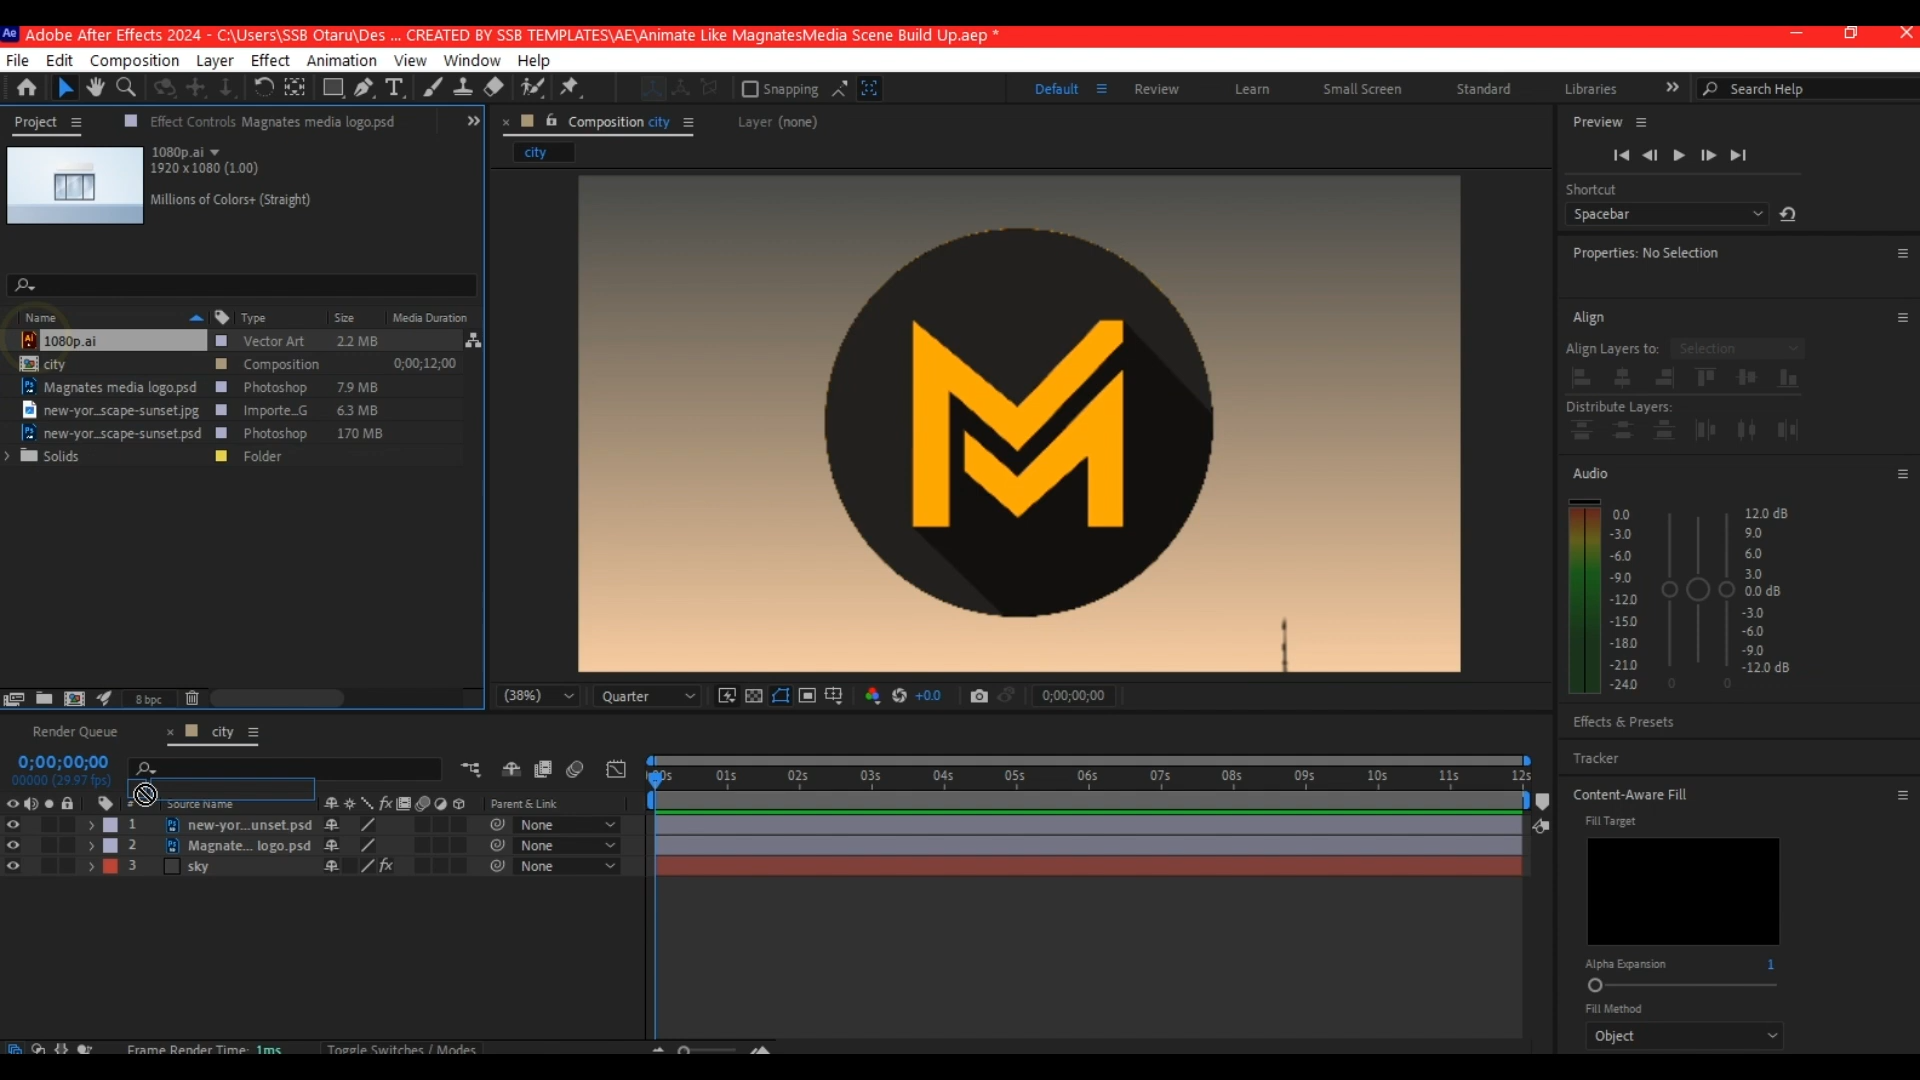 Ae Adobe After Effects 2024 - C:\Users\SSB Otaru\Des ... CREATED BY SSB TEMPLATES\AE\Animate Like MagnatesMedia Scene Build Up.aep *
File Edit Composition Layer Effect Animation View Window Help
Snapping Default Review Learn Small Screen Standard Libraries Search Help
Project Effect Controls Magnates media logo.psd Composition city Layer (none) Preview
1080p.ai city
1920 x 1080 (1.00)
Millions of Colors+ (Straight)
Shortcut
Spacebar
Properties: No Selection
Name Type Size Media Duration
1080p.ai Vector Art 2.2 MB
city Composition 0;00;12;00
Magnates media logo.psd Photoshop 7.9 MB
new-yor...scape-sunset.jpg Importe...G 6.3 MB
new-yor...scape-sunset.psd Photoshop 170 MB
Solids Folder
Align
Align Layers to: Selection
Distribute Layers:
Audio
0.0 12.0 dB
-3.0 9.0
-6.0 6.0
-9.0 3.0
-12.0 0.0 dB
-15.0 -3.0
-18.0 -6.0
-21.0 -9.0
-24.0 -12.0 dB
0 0
8 bpc (38%) Quarter +0.0 0;00;00;00
Effects & Presets
Tracker
Content-Aware Fill
Fill Target
Alpha Expansion 1
Fill Method
Object
Render Queue city
0;00;00;00
00000 (29.97 fps)
00s 01s 02s 03s 04s 05s 06s 07s 08s 09s 10s 11s 12s
# Source Name fx Parent & Link
1 new-yor...unset.psd None
2 Magnate... logo.psd None
3 sky fx None
Frame Render Time: 1ms Toggle Switches / Modes